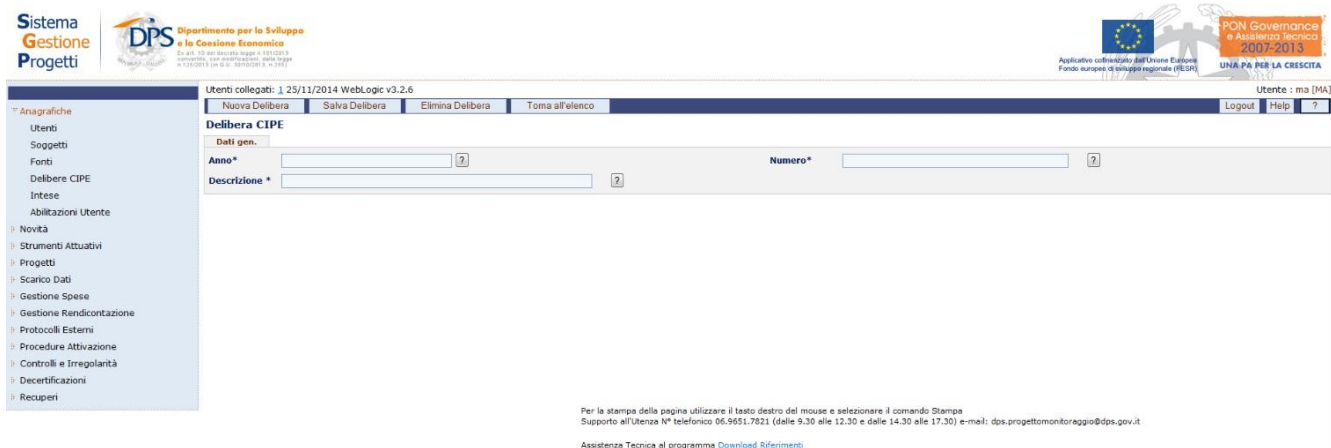 Sistema
Gestione
Progetti
DPS
Dipartimento per lo Sviluppo
e la Coesione Economica
Applicativo cofinanziato dall'Unione Europea
Fondo europeo di sviluppo regionale (FESR)
PON Governance
e Assistenza Tecnica
2007-2013
UNA PA PER LA CRESCITA
Utenti collegati: 1 25/11/2014 WebLogic v3.2.6
Utente : ma [MA]
Nuova Delibera Salva Delibera Elimina Delibera Torna all'elenco Logout Help ?
Anagrafiche
Utenti
Soggetti
Fonti
Delibere CIPE
Intese
Abilitazioni Utente
Novità
Strumenti Attuativi
Progetti
Scarico Dati
Gestione Spese
Gestione Rendicontazione
Protocolli Esterni
Procedure Attivazione
Controlli e Irregolarità
Decertificazioni
Recuperi
Delibera CIPE
Dati gen.
Anno* ? Numero* ?
Descrizione * ?
Per la stampa della pagina utilizzare il tasto destro del mouse e selezionare il comando Stampa
Supporto all'Utenza N° telefonico 06.9651.7821 (dalle 9.30 alle 12.30 e dalle 14.30 alle 17.30) e-mail: dps.progettomonitoraggio@dps.gov.it
Assistenza Tecnica al programma Download Riferimenti